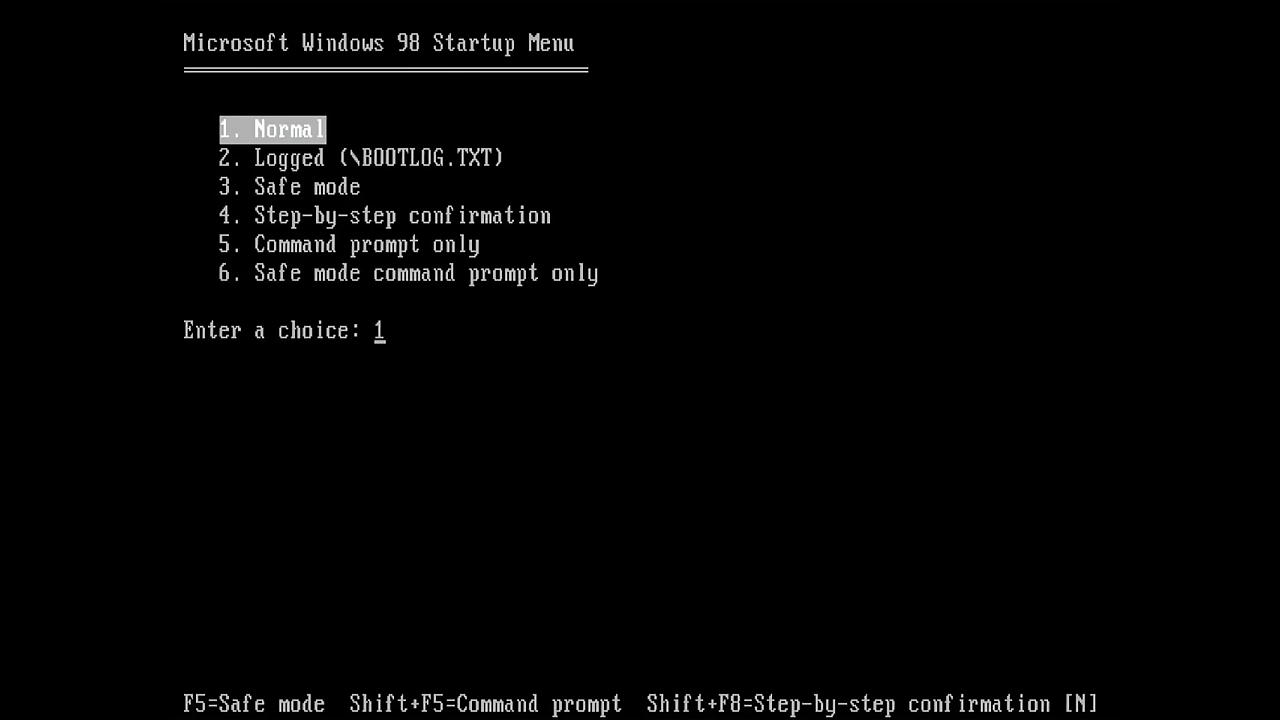 Microsoft Windows 98 Startup Menu
1. Normal
2. Logged (\BOOTLOG.TXT)
3. Safe mode
4. Step-by-step confirmation
5. Command prompt only
6. Safe mode command prompt only
Enter a choice: 1
F5=Safe mode  Shift+F5=Command prompt  Shift+F8=Step-by-step confirmation [N]